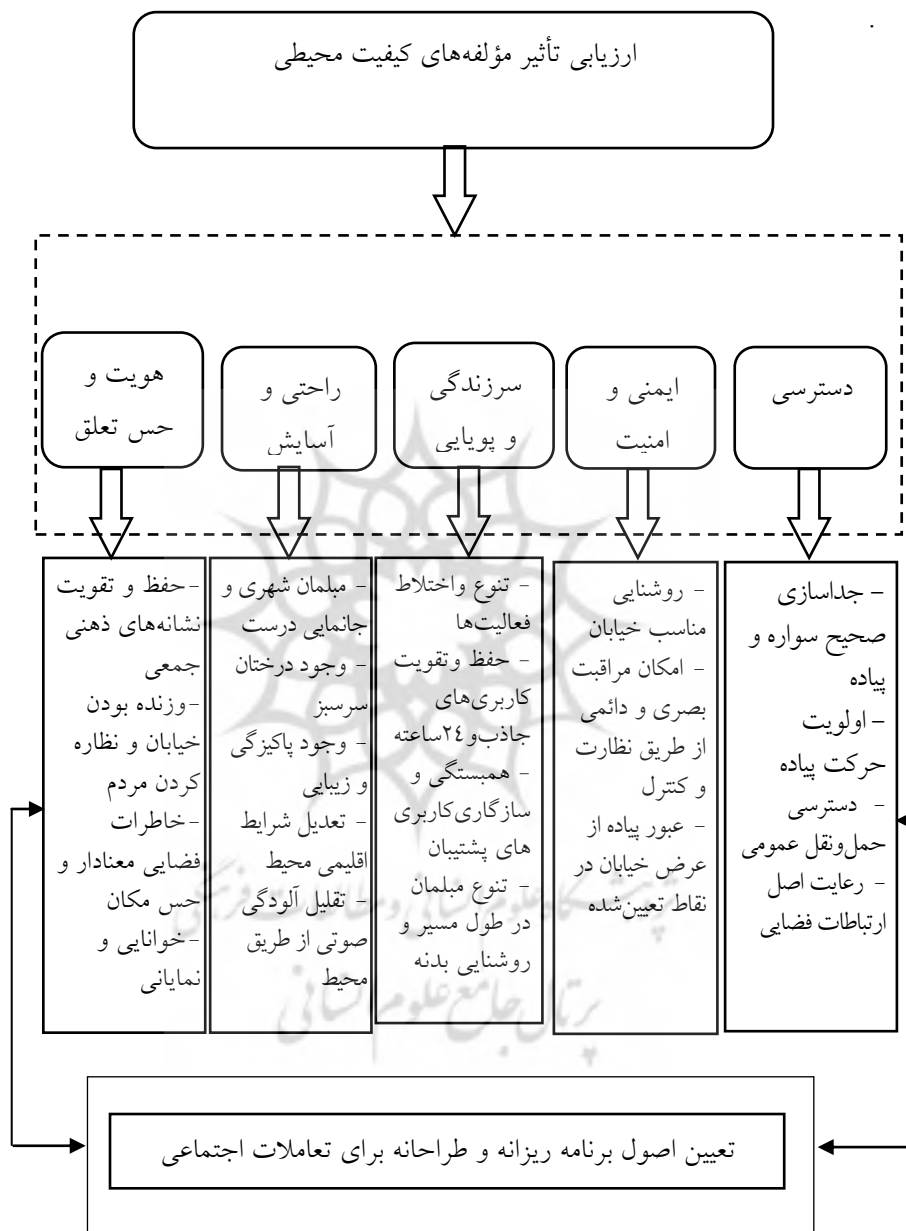 ارزیابی تأثیر مؤلفه‌های کیفیت محیطی
دسترسی
ایمنی و
امنیت
سرزندگی
و پویایی
راحتی و
آسایش
هویت و
حس تعلق
- جداسازی
صحیح سواره و
پیاده
- اولویت
حرکت پیاده
- دسترسی
حمل‌ونقل عمومی
- رعایت اصل
ارتباطات فضایی
- روشنایی
مناسب خیابان
- امکان مراقبت
بصری و دائمی
از طریق نظارت
و کنترل
- عبور پیاده از
عرض خیابان در
نقاط تعیین‌شده
- تنوع واختلاط
فعالیت‌ها
- حفظ وتقویت
کاربری‌های
جاذب‌و۲٤ساعته
- همبستگی و
سازگاری‌کاربری
های پشتیبان
- تنوع مبلمان
در طول مسیر و
روشنایی بدنه
- مبلمان شهری و
جانمایی درست
- وجود درختان
سرسبز
- وجود پاکیزگی
و زیبایی
- تعدیل شرایط
اقلیمی محیط
- تقلیل آلودگی
صوتی از طریق
محیط
-حفظ و تقویت
نشانه‌های ذهنی
جمعی
-وزنده بودن
خیابان و نظاره
کردن مردم
-خاطرات
فضایی معنادار و
حس مکان
-خوانایی و
نمایانی
پرتال جامع علوم انسانی
تعیین اصول برنامه ریزانه و طراحانه برای تعاملات اجتماعی